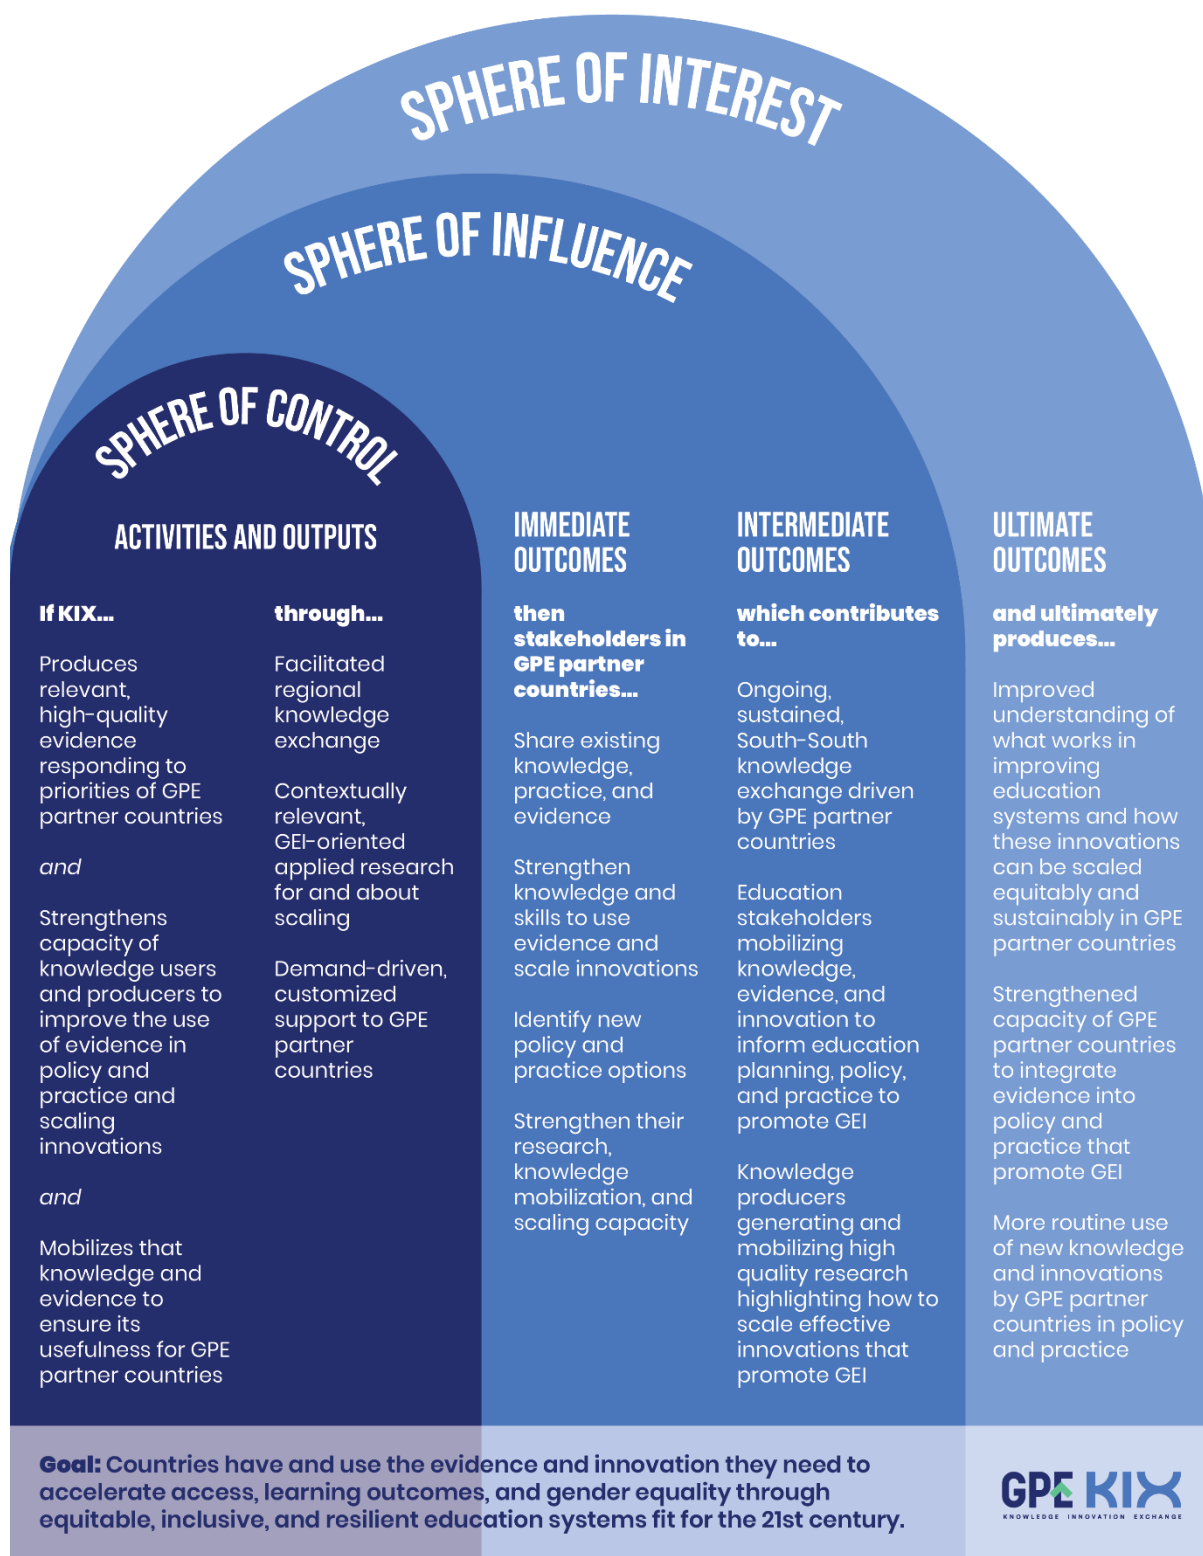 SPHERE OF INTEREST
SPHERE OF INFLUENCE
SPHERE OF CONTROL
ACTIVITIES AND OUTPUTS
If KIX...
Produces
relevant,
high-quality
evidence
responding to
priorities of GPE
partner countries
and
Strengthens
capacity of
knowledge users
and producers to
improve the use
of evidence in
policy and
practice and
scaling
innovations
and
Mobilizes that
knowledge and
evidence to
ensure its
usefulness for GPE
partner countries
through...
Facilitated
regional
knowledge
exchange
Contextually
relevant,
GEI-oriented
applied research
for and about
scaling
Demand-driven,
customized
support to GPE
partner
countries
IMMEDIATE
OUTCOMES
then
stakeholders in
GPE partner
countries...
Share existing
knowledge,
practice, and
evidence
Strengthen
knowledge and
skills to use
evidence and
scale innovations
Identify new
policy and
practice options
Strengthen their
research,
knowledge
mobilization, and
scaling capacity
INTERMEDIATE
OUTCOMES
which contributes
to...
Ongoing,
sustained,
South-South
knowledge
exchange driven
by GPE partner
countries
Education
stakeholders
mobilizing
knowledge,
evidence, and
innovation to
inform education
planning, policy,
and practice to
promote GEI
Knowledge
producers
generating and
mobilizing high
quality research
highlighting how to
scale effective
innovations that
promote GEI
ULTIMATE
OUTCOMES
and ultimately
produces...
Improved
understanding of
what works in
improving
education
systems and how
these innovations
can be scaled
equitably and
sustainably in GPE
partner countries
Strengthened
capacity of GPE
partner countries
to integrate
evidence into
policy and
practice that
promote GEI
More routine use
of new knowledge
and innovations
by GPE partner
countries in policy
and practice
Goal: Countries have and use the evidence and innovation they need to
accelerate access, learning outcomes, and gender equality through
equitable, inclusive, and resilient education systems fit for the 21st century.
GPE KIX
KNOWLEDGE INNOVATION EXCHANGE